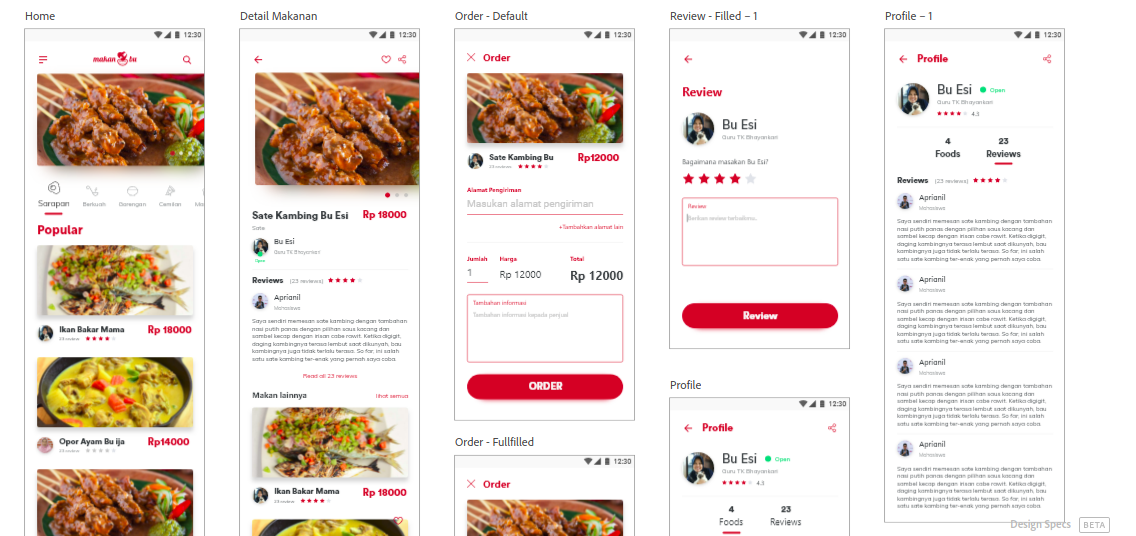 Home
12:30
makan bu
Sarapan
Berkuah
Gorengan
Cemilan
Popular
Ikan Bakar Mama
Rp 18000
23 review
Opor Ayam Bu ija
Rp14000
23 review
Detail Makanan
12:30
Sate Kambing Bu Esi
Rp 18000
Sate
Bu Esi
Guru TK Bhayankari
Open
Reviews (23 reviews)
Aprianil
Mahasiswa
Saya sendiri memesan sate kambing dengan tambahan
nasi putih panas dengan pilihan saus kacang dan
sambel kecap dengan irisan cabe rawit. Ketika digigit,
daging kambingnya terasa lembut saat dikunyah, bau
kambingnya juga tidak terlalu terasa. So far, ini salah
satu sate kambing ter-enak yang pernah saya coba.
Read all 23 reviews
Makan lainnya
lihat semua
Ikan Bakar Mama
Rp 18000
23 review
Order - Default
12:30
Order
Sate Kambing Bu
Rp12000
23 review
Alamat Pengiriman
Masukan alamat pengiriman
+Tambahkan alamat lain
Jumlah Harga Total
1 Rp 12000 Rp 12000
Tambahan informasi
Tambahan informasi kepada penjual
ORDER
Order - Fullfilled
12:30
Order
Review - Filled – 1
12:30
Review
Bu Esi
Guru TK Bhayankari
Bagaimana masakan Bu Esi?
Review
Berikan review terbaikmu..
Review
Profile
12:30
Profile
Bu Esi
Open
Guru TK Bhayankari
4.3
4 23
Foods Reviews
Profile – 1
12:30
Profile
Bu Esi
Open
Guru TK Bhayankari
4.3
4 23
Foods Reviews
Reviews (23 reviews)
Aprianil
Mahasiswa
Saya sendiri memesan sate kambing dengan tambahan
nasi putih panas dengan pilihan saus kacang dan
sambel kecap dengan irisan cabe rawit. Ketika digigit,
daging kambingnya terasa lembut saat dikunyah, bau
kambingnya juga tidak terlalu terasa. So far, ini salah
satu sate kambing ter-enak yang pernah saya coba.
Aprianil
Mahasiswa
Saya sendiri memesan sate kambing dengan tambahan
nasi putih panas dengan pilihan saus kacang dan
sambel kecap dengan irisan cabe rawit. Ketika digigit,
daging kambingnya terasa lembut saat dikunyah, bau
kambingnya juga tidak terlalu terasa. So far, ini salah
satu sate kambing ter-enak yang pernah saya coba.
Aprianil
Mahasiswa
Saya sendiri memesan sate kambing dengan tambahan
nasi putih panas dengan pilihan saus kacang dan
sambel kecap dengan irisan cabe rawit. Ketika digigit,
daging kambingnya terasa lembut saat dikunyah, bau
kambingnya juga tidak terlalu terasa. So far, ini salah
satu sate kambing ter-enak yang pernah saya coba.
Aprianil
Mahasiswa
Saya sendiri memesan sate kambing dengan tambahan
nasi putih panas dengan pilihan saus kacang dan
sambel kecap dengan irisan cabe rawit. Ketika digigit,
daging kambingnya terasa lembut saat dikunyah, bau
kambingnya juga tidak terlalu terasa. So far, ini salah
satu sate kambing ter-enak yang pernah saya coba.
Design Specs BETA